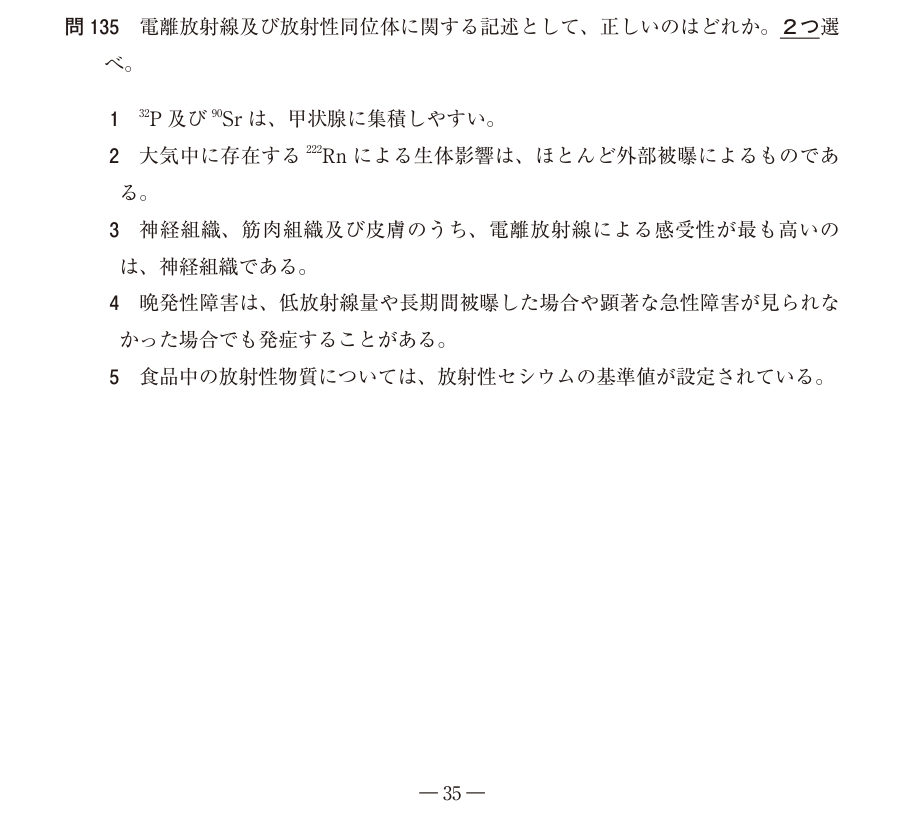 問 135 電離放射線及び放射性同位体に関する記述として、正しいのはどれか。２つ選
べ。
1 ³²P 及び ⁹⁰Sr は、甲状腺に集積しやすい。
2 大気中に存在する ²²²Rn による生体影響は、ほとんど外部被曝によるものであ
る。
3 神経組織、筋肉組織及び皮膚のうち、電離放射線による感受性が最も高いの
は、神経組織である。
4 晩発性障害は、低放射線量や長期間被曝した場合や顕著な急性障害が見られな
かった場合でも発症することがある。
5 食品中の放射性物質については、放射性セシウムの基準値が設定されている。
― 35 ―